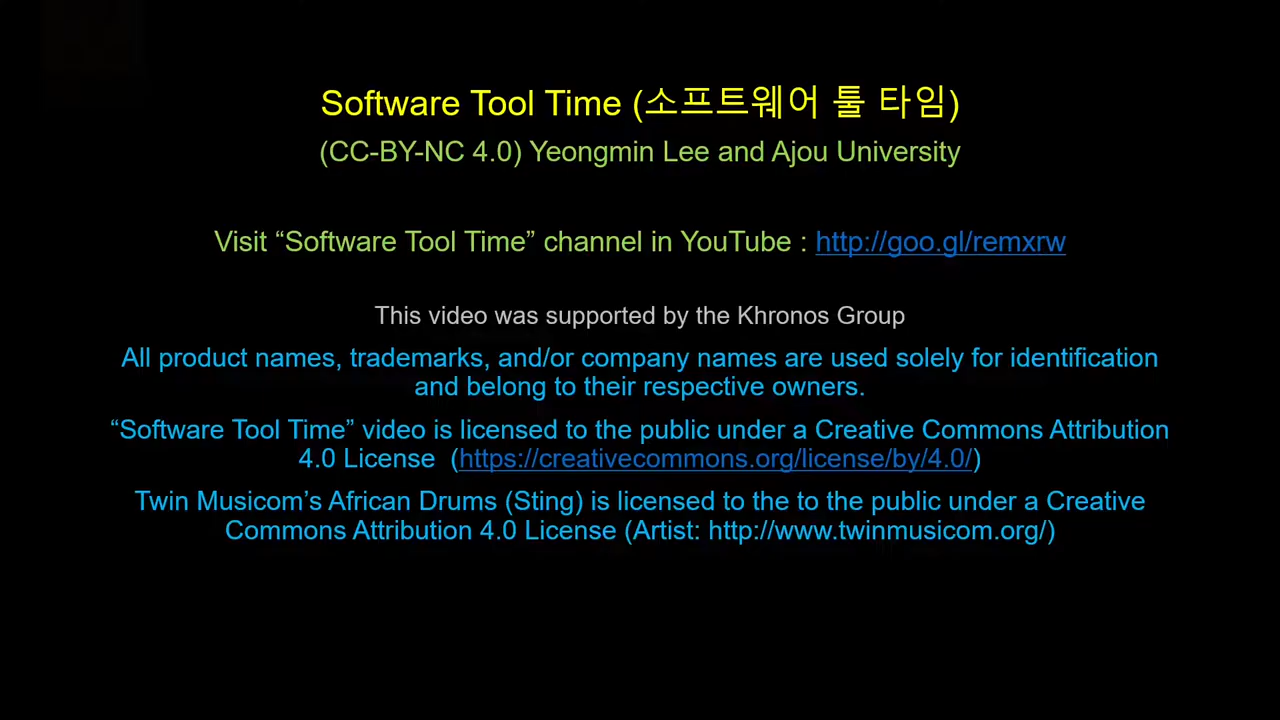 Software Tool Time (소프트웨어 툴 타임)
(CC-BY-NC 4.0) Yeongmin Lee and Ajou University
Visit “Software Tool Time” channel in YouTube : http://goo.gl/remxrw
This video was supported by the Khronos Group
All product names, trademarks, and/or company names are used solely for identification
and belong to their respective owners.
“Software Tool Time” video is licensed to the public under a Creative Commons Attribution
4.0 License (https://creativecommons.org/license/by/4.0/)
Twin Musicom’s African Drums (Sting) is licensed to the to the public under a Creative
Commons Attribution 4.0 License (Artist: http://www.twinmusicom.org/)